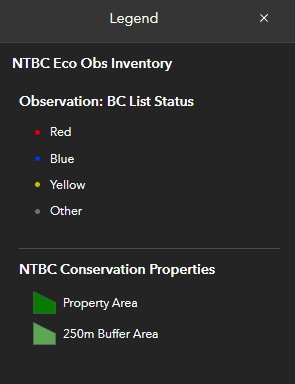 Legend
NTBC Eco Obs Inventory
Observation: BC List Status
Red
Blue
Yellow
Other
NTBC Conservation Properties
Property Area
250m Buffer Area